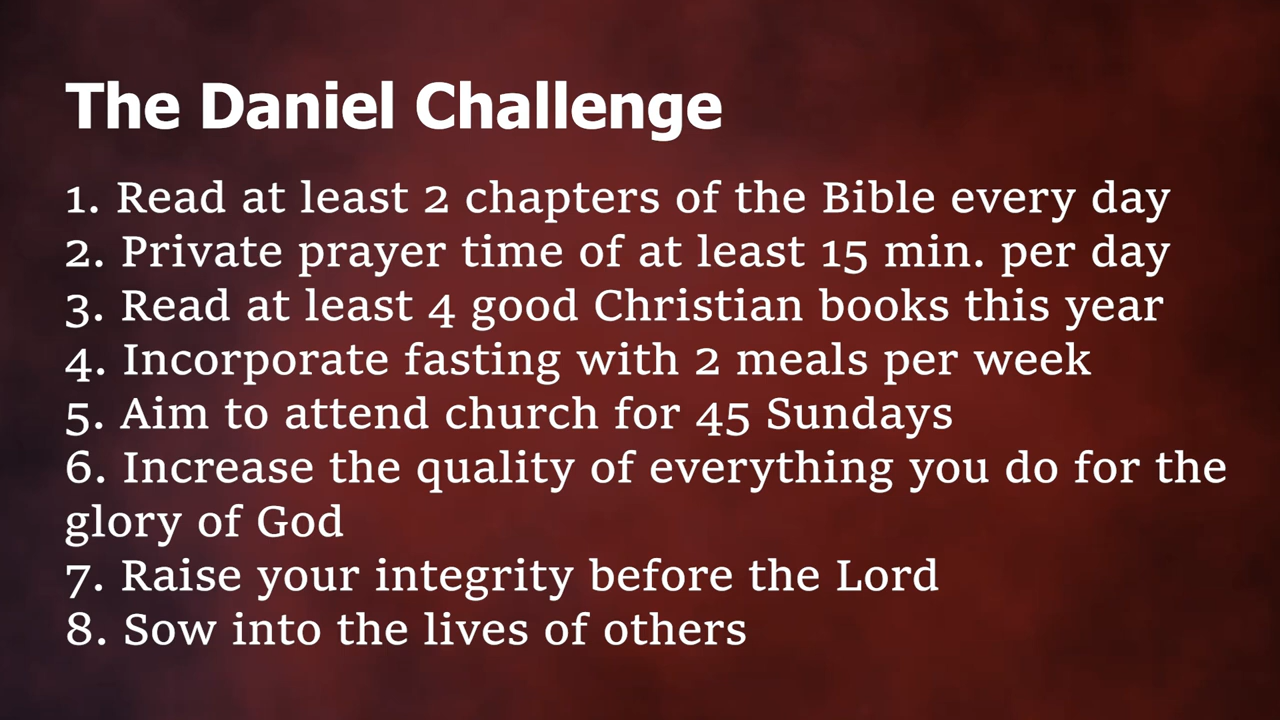 The Daniel Challenge
1. Read at least 2 chapters of the Bible every day
2. Private prayer time of at least 15 min. per day
3. Read at least 4 good Christian books this year
4. Incorporate fasting with 2 meals per week
5. Aim to attend church for 45 Sundays
6. Increase the quality of everything you do for the
glory of God
7. Raise your integrity before the Lord
8. Sow into the lives of others